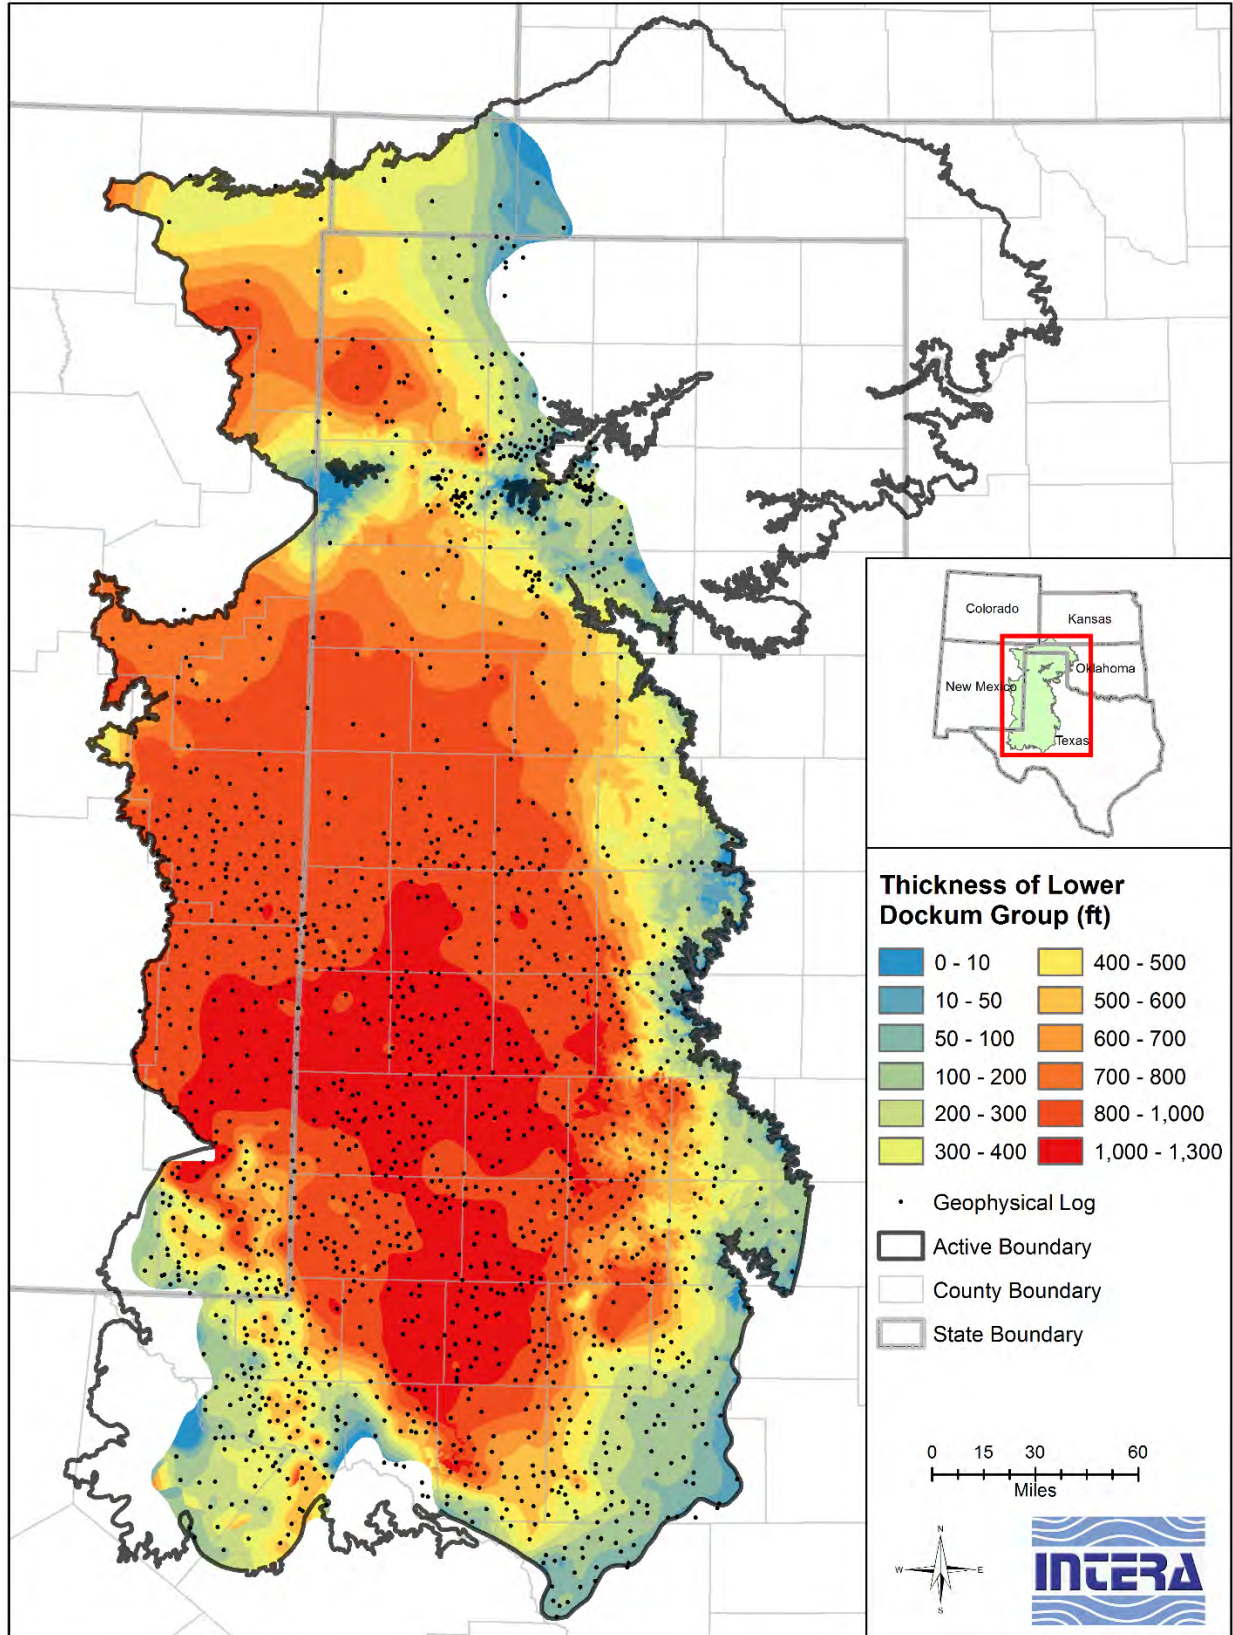 Colorado
Kansas
New Mexico
Oklahoma
Texas
Thickness of Lower
Dockum Group (ft)
0 - 10
10 - 50
50 - 100
100 - 200
200 - 300
300 - 400
400 - 500
500 - 600
600 - 700
700 - 800
800 - 1,000
1,000 - 1,300
Geophysical Log
Active Boundary
County Boundary
State Boundary
0 15 30 60
Miles
N
W E
S
INTERA